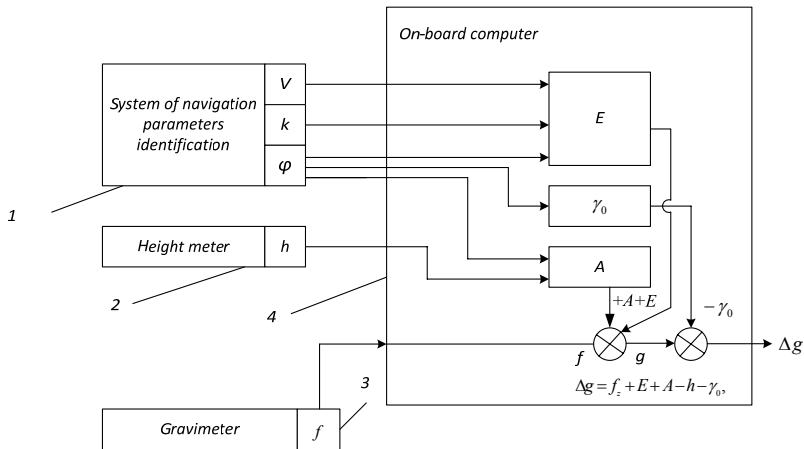 On-board computer
System of navigation
parameters
identification
V
k
φ
E
γ₀
1
Height meter
h
A
2
4
+A+E
−γ₀
f
g
Δg
Δg=f_z+E+A−h−γ₀,
3
Gravimeter
f